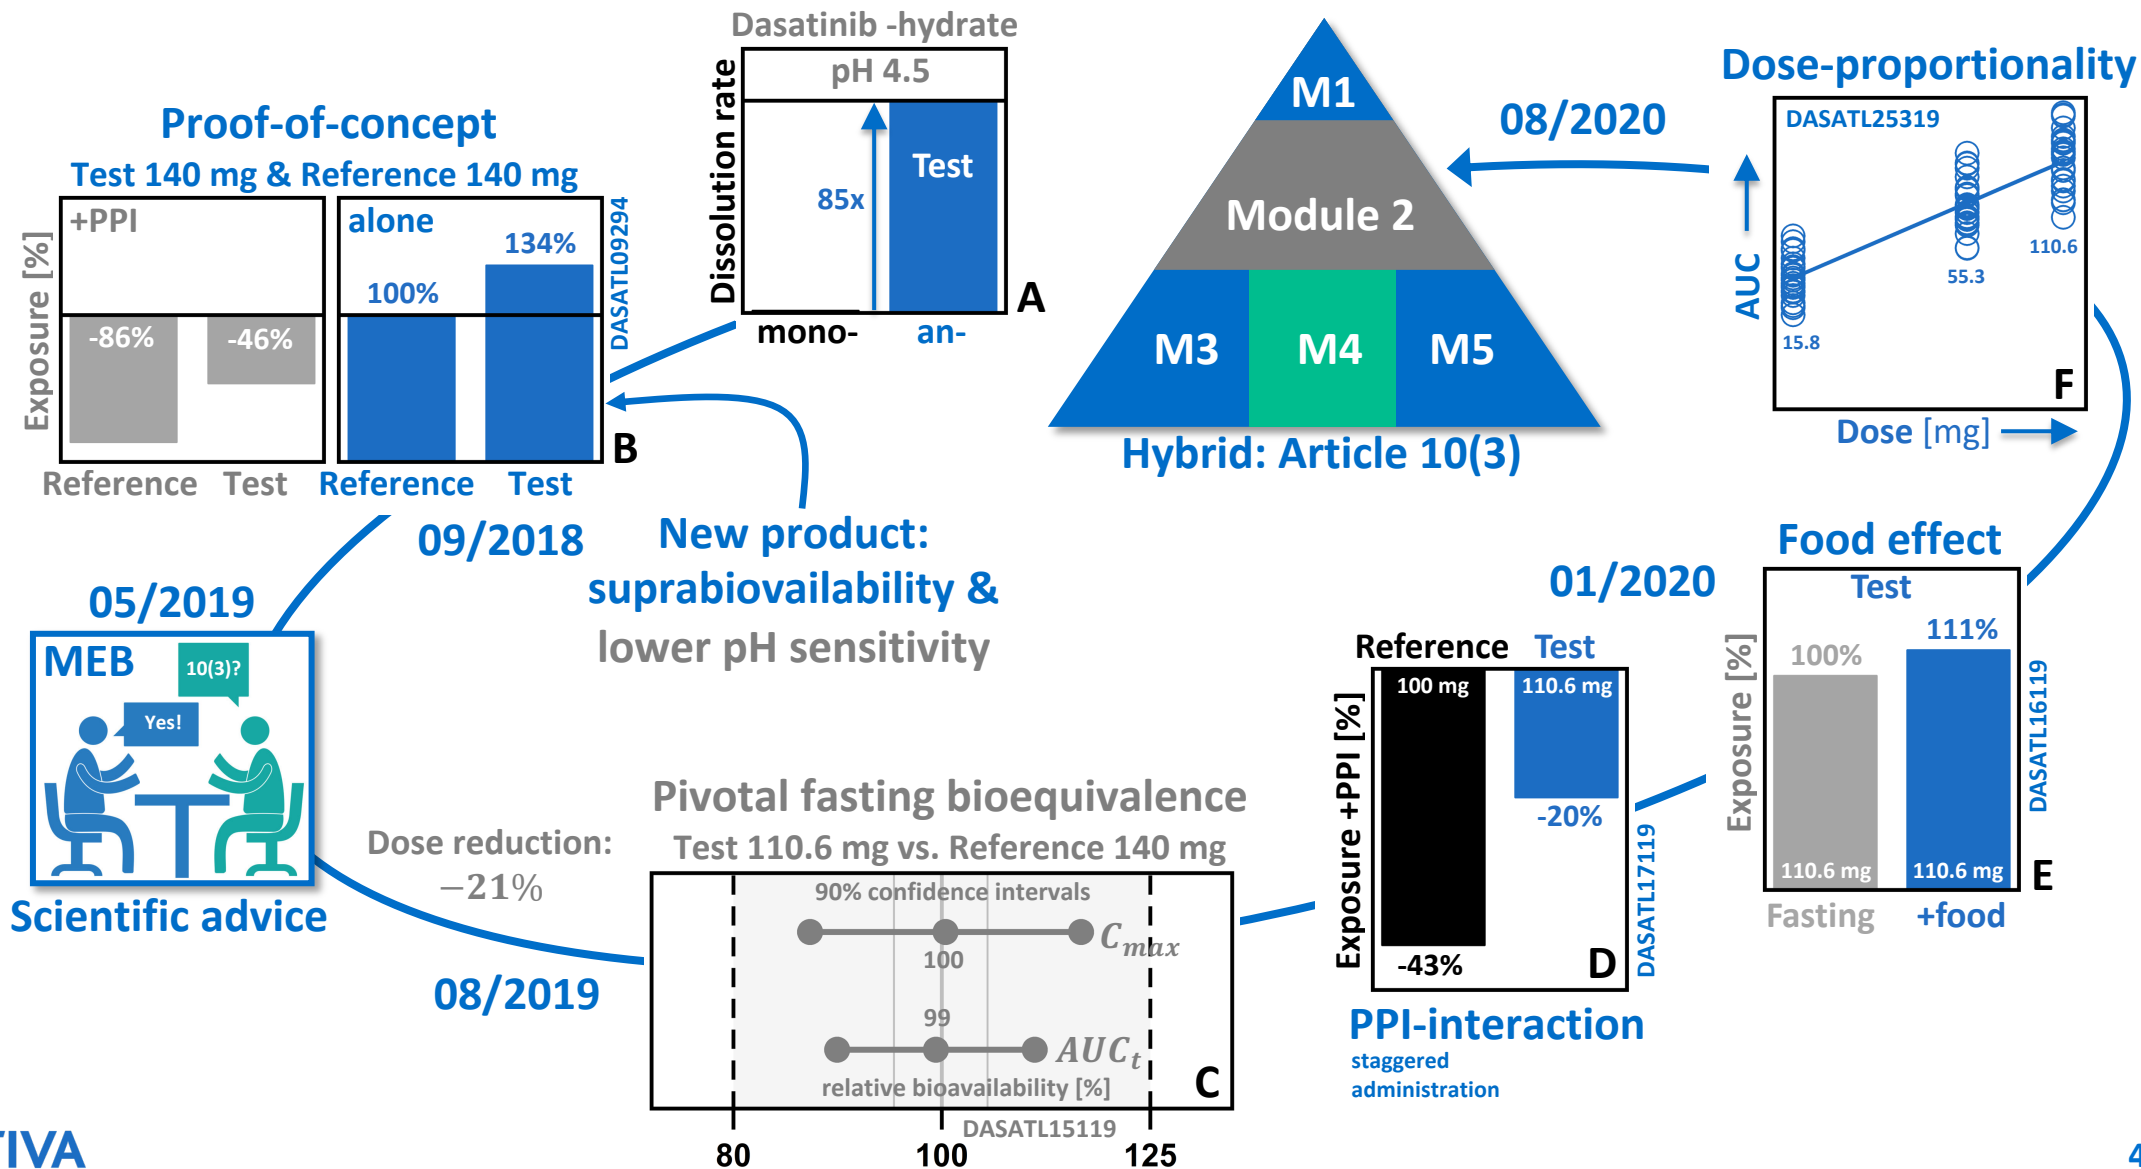 Dasatinib -hydrate
pH 4.5
Dissolution rate
85x
Test
mono-
an-
A
Proof-of-concept
Test 140 mg & Reference 140 mg
+PPI
alone
134%
100%
-86%
-46%
Exposure [%]
DASATL09294
B
Reference
Test
Reference
Test
09/2018
New product:
suprabiovailability &
lower pH sensitivity
05/2019
MEB
10(3)?
Yes!
Scientific advice
Dose reduction:
−21%
08/2019
Pivotal fasting bioequivalence
Test 110.6 mg vs. Reference 140 mg
90% confidence intervals
Cmax
100
99
AUCt
relative bioavailability [%]
C
DASATL15119
80
100
125
Reference
Test
100 mg
110.6 mg
Exposure +PPI [%]
-20%
-43%
D
DASATL17119
PPI-interaction
staggered
administration
01/2020
Food effect
Test
111%
100%
Exposure [%]
110.6 mg
110.6 mg
E
DASATL16119
Fasting
+food
Dose-proportionality
DASATL25319
AUC
110.6
55.3
15.8
F
Dose [mg]
08/2020
M1
Module 2
M3
M4
M5
Hybrid: Article 10(3)
TIVA
4